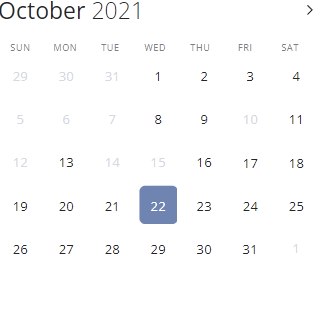 October 2021
SUN MON TUE WED THU FRI SAT
29 30 31 1 2 3 4
5 6 7 8 9 10 11
12 13 14 15 16 17 18
19 20 21 22 23 24 25
26 27 28 29 30 31 1